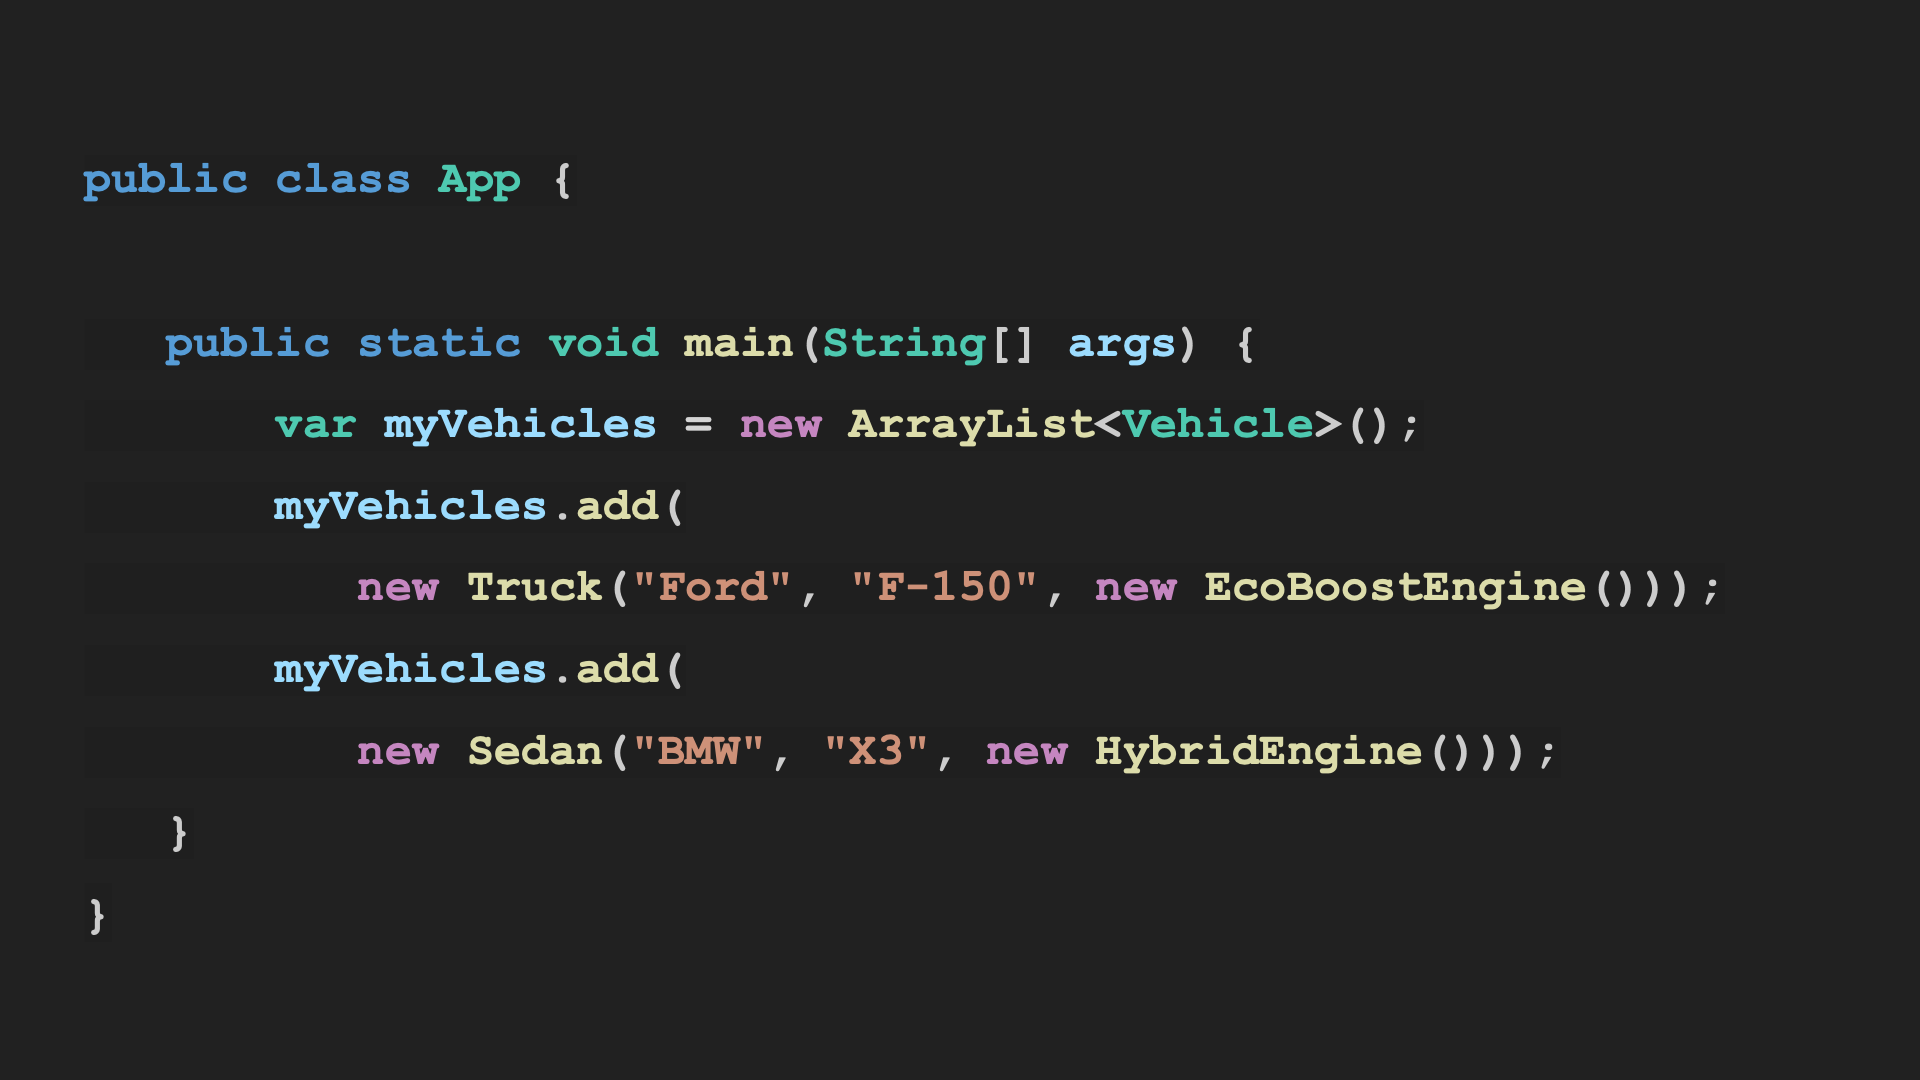 public class App {
public static void main(String[] args) {
var myVehicles = new ArrayList<Vehicle>();
myVehicles.add(
new Truck("Ford", "F-150", new EcoBoostEngine()));
myVehicles.add(
new Sedan("BMW", "X3", new HybridEngine()));
}
}